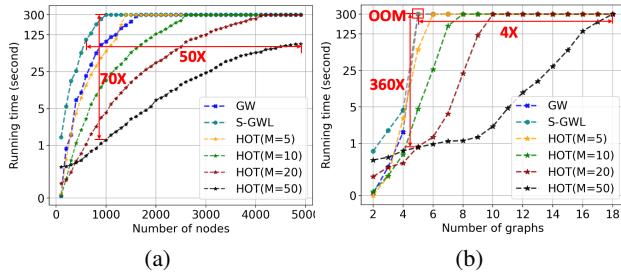 300
125
25
5
1
0
Running time (second)
50X
70X
GW
S-GWL
HOT(M=5)
HOT(M=10)
HOT(M=20)
HOT(M=50)
0 1000 2000 3000 4000 5000
Number of nodes
(a)
OOM
300
125
25
5
1
0
Running time (second)
4X
360X
GW
S-GWL
HOT(M=5)
HOT(M=10)
HOT(M=20)
HOT(M=50)
2 4 6 8 10 12 14 16 18
Number of graphs
(b)